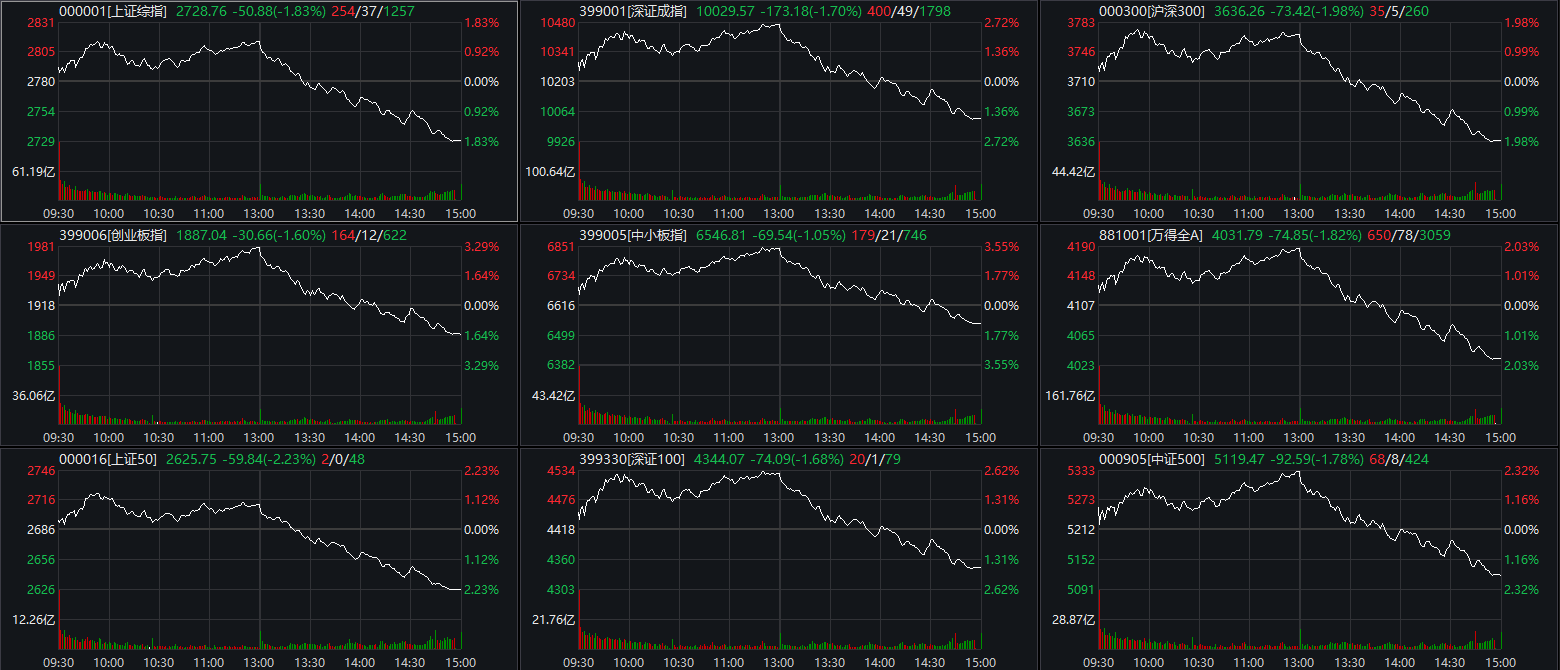 000001[上证综指] 2728.76 -50.88(-1.83%) 254/37/1257
2831 1.83%
2805 0.92%
2780 0.00%
2754 0.92%
2729 1.83%
61.19亿
09:30 10:00 10:30 11:00 13:00 13:30 14:00 14:30 15:00
399001[深证成指] 10029.57 -173.18(-1.70%) 400/49/1798
10480 2.72%
10341 1.36%
10203 0.00%
10064 1.36%
9926 2.72%
100.64亿
09:30 10:00 10:30 11:00 13:00 13:30 14:00 14:30 15:00
000300[沪深300] 3636.26 -73.42(-1.98%) 35/5/260
3783 1.98%
3746 0.99%
3710 0.00%
3673 0.99%
3636 1.98%
44.42亿
09:30 10:00 10:30 11:00 13:00 13:30 14:00 14:30 15:00
399006[创业板指] 1887.04 -30.66(-1.60%) 164/12/622
1981 3.29%
1949 1.64%
1918 0.00%
1886 1.64%
1855 3.29%
36.06亿
09:30 10:00 10:30 11:00 13:00 13:30 14:00 14:30 15:00
399005[中小板指] 6546.81 -69.54(-1.05%) 179/21/746
6851 3.55%
6734 1.77%
6616 0.00%
6499 1.77%
6382 3.55%
43.42亿
09:30 10:00 10:30 11:00 13:00 13:30 14:00 14:30 15:00
881001[万得全A] 4031.79 -74.85(-1.82%) 650/78/3059
4190 2.03%
4148 1.01%
4107 0.00%
4065 1.01%
4023 2.03%
161.76亿
09:30 10:00 10:30 11:00 13:00 13:30 14:00 14:30 15:00
000016[上证50] 2625.75 -59.84(-2.23%) 2/0/48
2746 2.23%
2716 1.12%
2686 0.00%
2656 1.12%
2626 2.23%
12.26亿
09:30 10:00 10:30 11:00 13:00 13:30 14:00 14:30 15:00
399330[深证100] 4344.07 -74.09(-1.68%) 20/1/79
4534 2.62%
4476 1.31%
4418 0.00%
4360 1.31%
4303 2.62%
21.76亿
09:30 10:00 10:30 11:00 13:00 13:30 14:00 14:30 15:00
000905[中证500] 5119.47 -92.59(-1.78%) 68/8/424
5333 2.32%
5273 1.16%
5212 0.00%
5152 1.16%
5091 2.32%
28.87亿
09:30 10:00 10:30 11:00 13:00 13:30 14:00 14:30 15:00